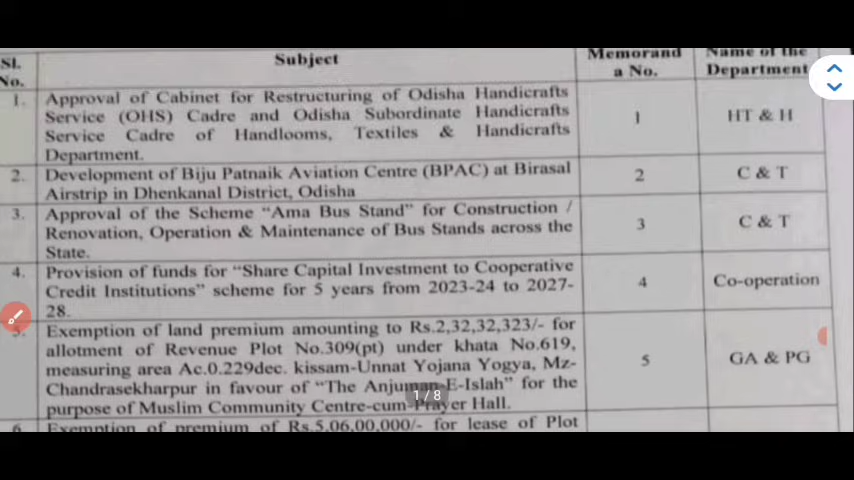 Sl. No.
Subject
Memorand a No.
Name of the Department
1. Approval of Cabinet for Restructuring of Odisha Handicrafts
Service (OHS) Cadre and Odisha Subordinate Handicrafts
Service Cadre of Handlooms, Textiles & Handicrafts
Department.
1
HT & H
2. Development of Biju Patnaik Aviation Centre (BPAC) at Birasal
Airstrip in Dhenkanal District, Odisha
2
C & T
3. Approval of the Scheme "Ama Bus Stand" for Construction /
Renovation, Operation & Maintenance of Bus Stands across the
State.
3
C & T
4. Provision of funds for "Share Capital Investment to Cooperative
Credit Institutions" scheme for 5 years from 2023-24 to 2027-
28.
4
Co-operation
5. Exemption of land premium amounting to Rs.2,32,32,323/- for
allotment of Revenue Plot No.309(pt) under khata No.619,
measuring area Ac.0.229dec. kissam-Unnat Yojana Yogya, Mz-
Chandrasekharpur in favour of "The Anjuman-E-Islah" for the
purpose of Muslim Community Centre-cum-Prayer Hall.
5
GA & PG
1 / 8
6. Exemption of premium of Rs.5,06,00,000/- for lease of Plot